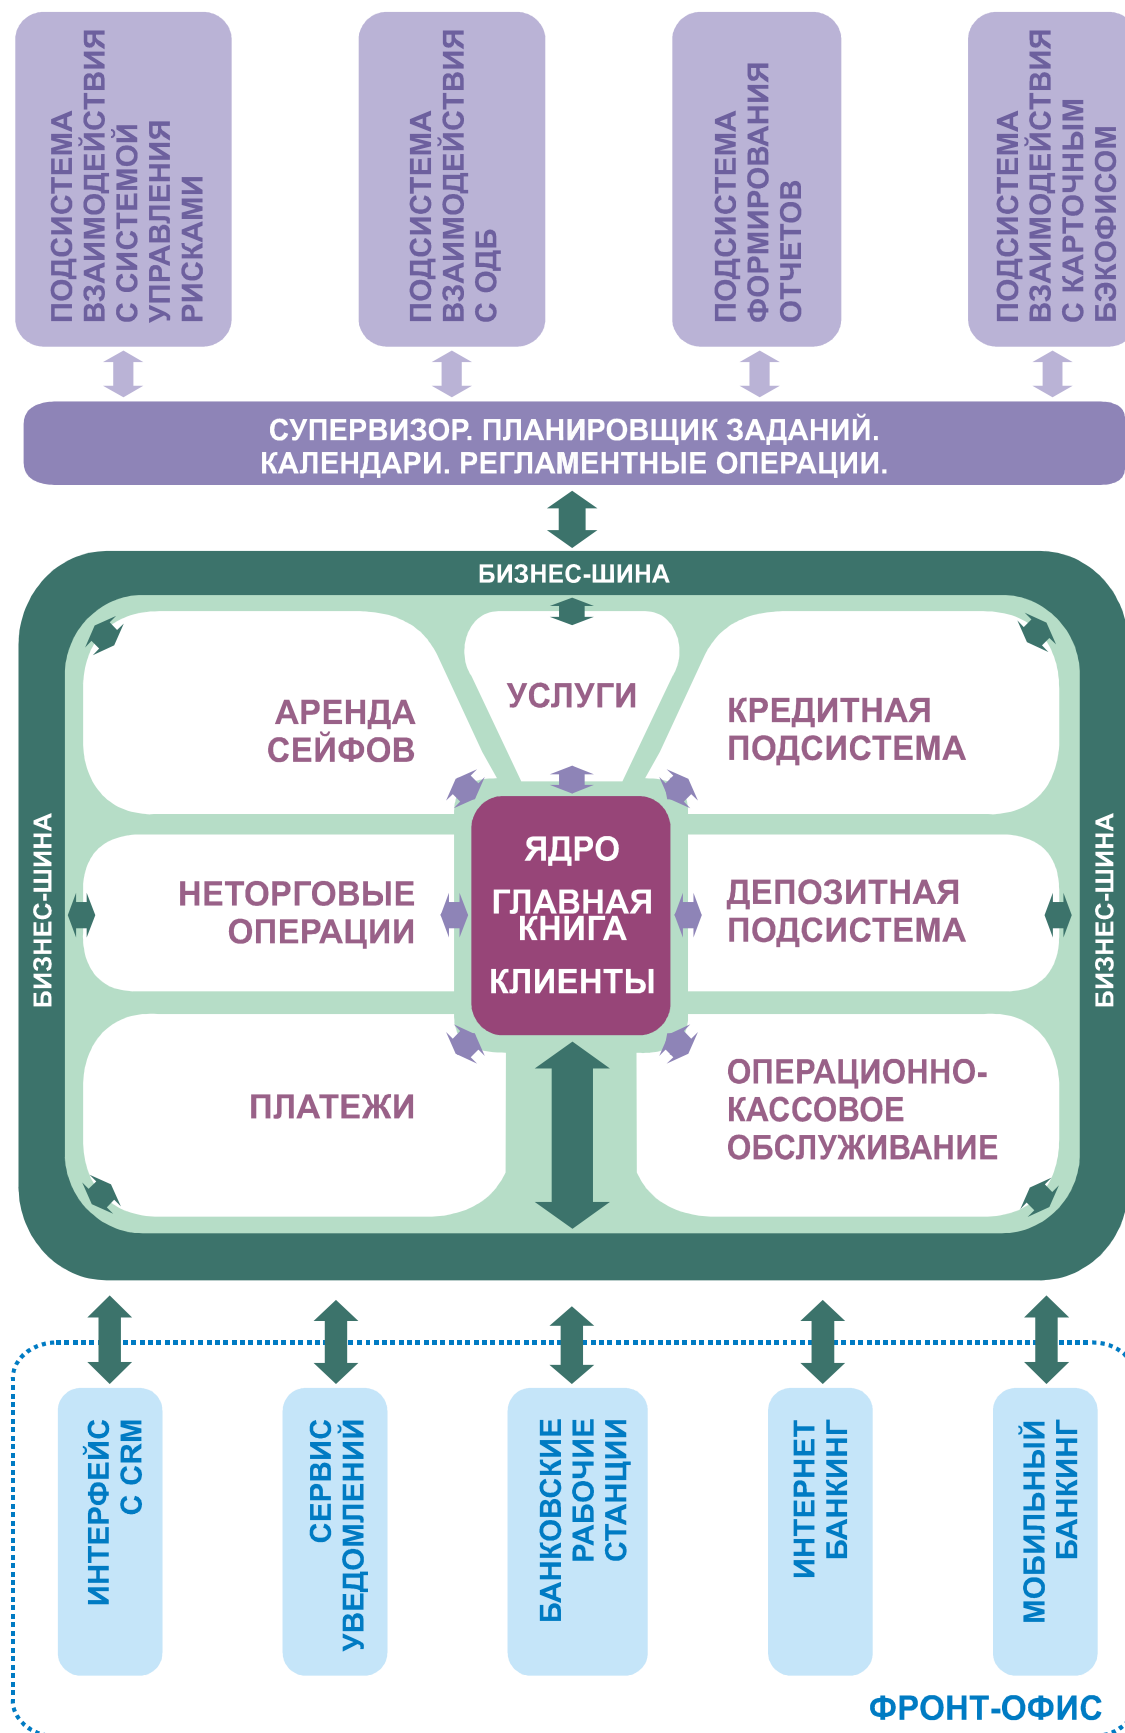 ПОДСИСТЕМА
ВЗАИМОДЕЙСТВИЯ
С СИСТЕМОЙ
УПРАВЛЕНИЯ
РИСКАМИ
ПОДСИСТЕМА
ВЗАИМОДЕЙСТВИЯ
С ОДБ
ПОДСИСТЕМА
ФОРМИРОВАНИЯ
ОТЧЕТОВ
ПОДСИСТЕМА
ВЗАИМОДЕЙСТВИЯ
С КАРТОЧНЫМ
БЭКОФИСОМ
СУПЕРВИЗОР. ПЛАНИРОВЩИК ЗАДАНИЙ.
КАЛЕНДАРИ. РЕГЛАМЕНТНЫЕ ОПЕРАЦИИ.
БИЗНЕС-ШИНА
УСЛУГИ
АРЕНДА
СЕЙФОВ
КРЕДИТНАЯ
ПОДСИСТЕМА
БИЗНЕС-ШИНА
НЕТОРГОВЫЕ
ОПЕРАЦИИ
ЯДРО
ГЛАВНАЯ
КНИГА
КЛИЕНТЫ
ДЕПОЗИТНАЯ
ПОДСИСТЕМА
БИЗНЕС-ШИНА
ПЛАТЕЖИ
ОПЕРАЦИОННО-
КАССОВОЕ
ОБСЛУЖИВАНИЕ
ИНТЕРФЕЙС
С CRM
СЕРВИС
УВЕДОМЛЕНИЙ
БАНКОВСКИЕ
РАБОЧИЕ
СТАНЦИИ
ИНТЕРНЕТ
БАНКИНГ
МОБИЛЬНЫЙ
БАНКИНГ
ФРОНТ-ОФИС